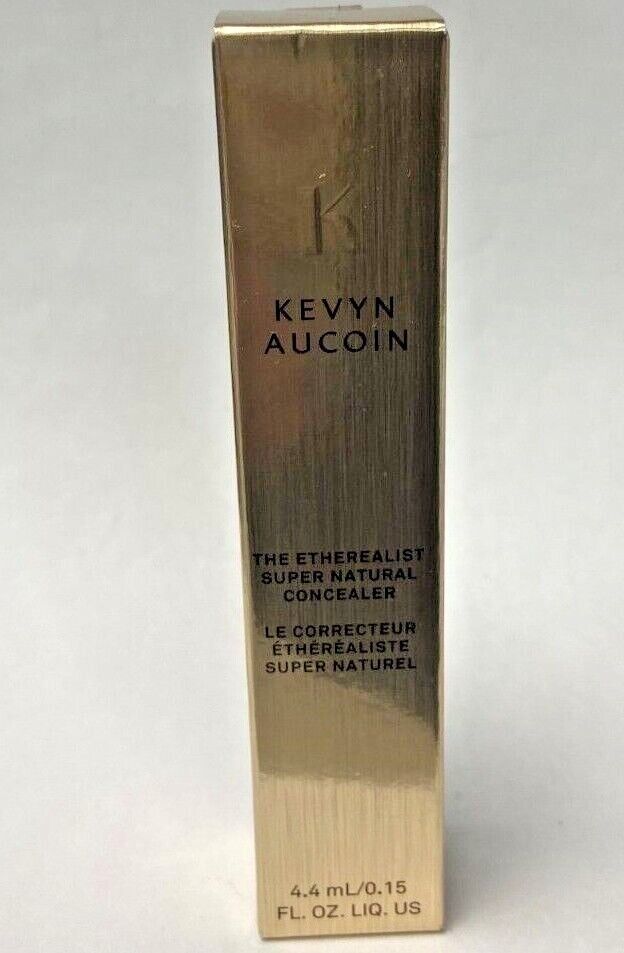 K
KEVYN
AUCOIN
THE ETHEREALIST
SUPER NATURAL
CONCEALER
LE CORRECTEUR
ÉTHÉRÉALISTE
SUPER NATUREL
4.4 mL/0.15
FL. OZ. LIQ. US